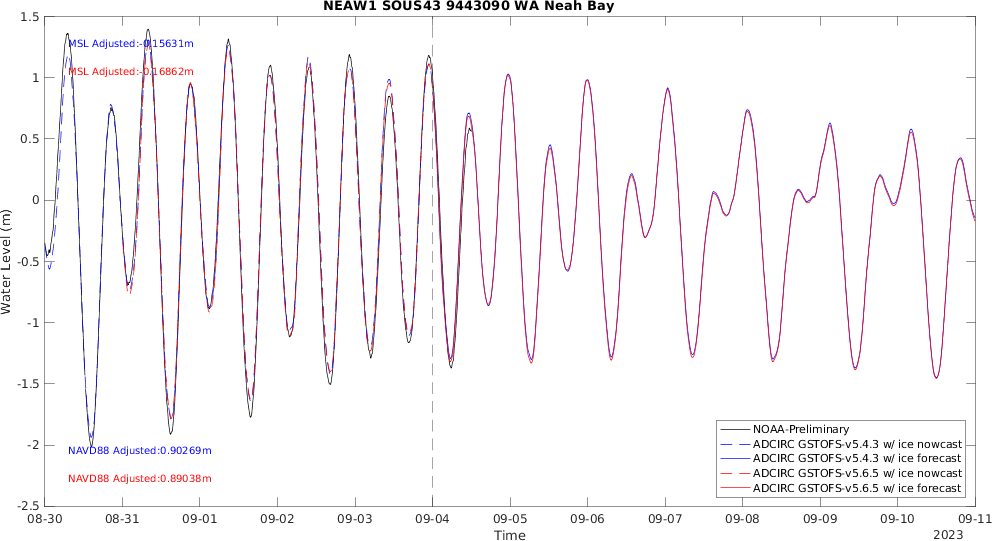 NEAW1 SOUS43 9443090 WA Neah Bay
1.5
1
0.5
0
-0.5
-1
-1.5
-2
-2.5
Water Level (m)
MSL Adjusted:-0.15631m
MSL Adjusted:-0.16862m
NAVD88 Adjusted:0.90269m
NAVD88 Adjusted:0.89038m
NOAA-Preliminary
ADCIRC GSTOFS-v5.4.3 w/ ice nowcast
ADCIRC GSTOFS-v5.4.3 w/ ice forecast
ADCIRC GSTOFS-v5.6.5 w/ ice nowcast
ADCIRC GSTOFS-v5.6.5 w/ ice forecast
08-30 08-31 09-01 09-02 09-03 09-04 09-05 09-06 09-07 09-08 09-09 09-10 09-11
Time
2023